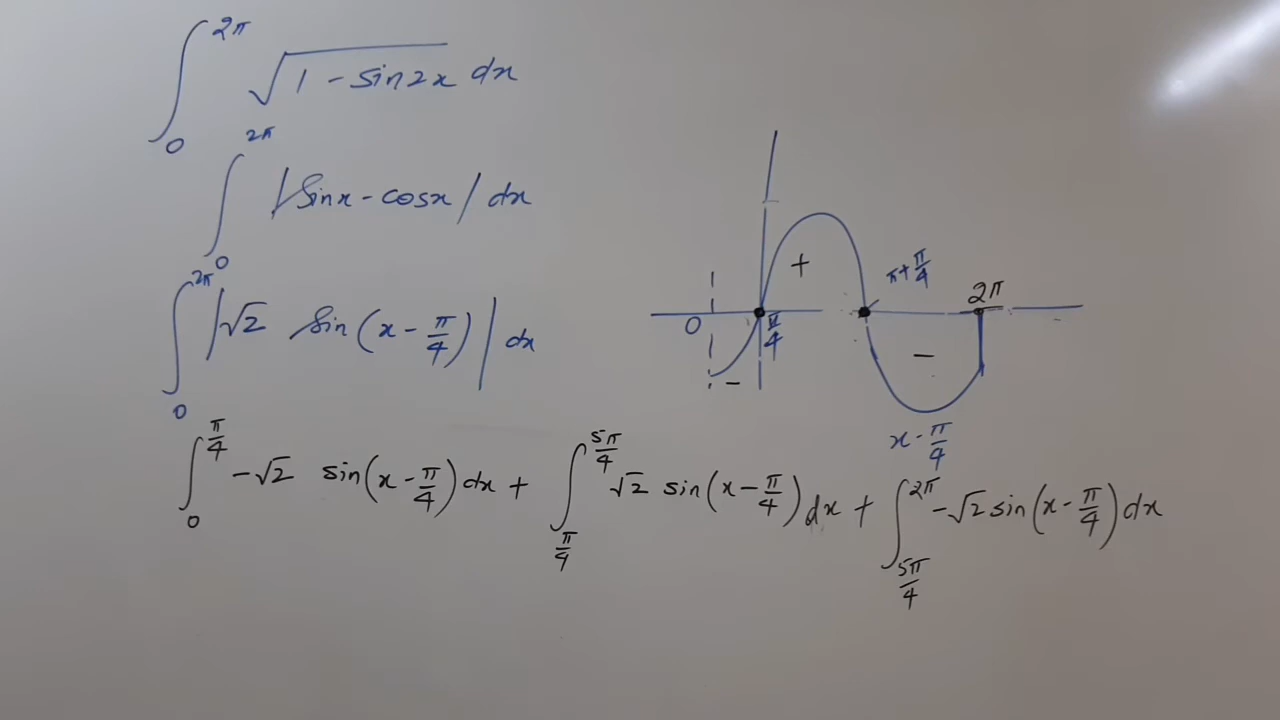 ∫₀^{2π} √(1 - sin2x) dx
∫₀^{2π} |sinx - cosx| dx
∫₀^{2π} |√2 sin(x - π/4)| dx
∫₀^{π/4} -√2 sin(x - π/4) dx + ∫_{π/4}^{5π/4} √2 sin(x - π/4) dx + ∫_{5π/4}^{2π} -√2 sin(x - π/4) dx
+
π + π/4
2π
0
π/4
-
-
x - π/4